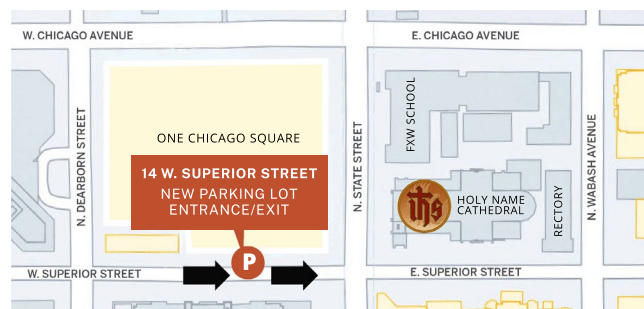 W. CHICAGO AVENUE
E. CHICAGO AVENUE
N. DEARBORN STREET
ONE CHICAGO SQUARE
14 W. SUPERIOR STREET
NEW PARKING LOT
ENTRANCE/EXIT
P
N. STATE STREET
FXW SCHOOL
ihs
HOLY NAME
CATHEDRAL
RECTORY
N. WABASH AVENUE
W. SUPERIOR STREET
E. SUPERIOR STREET